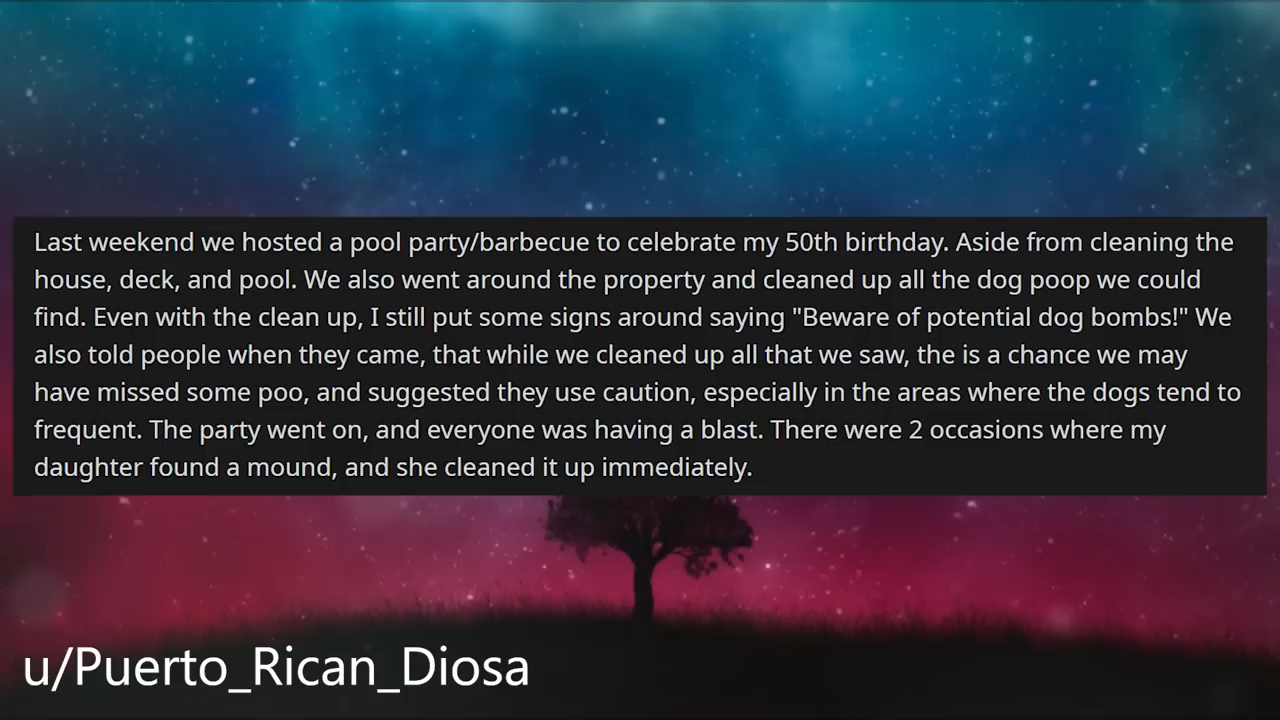 Last weekend we hosted a pool party/barbecue to celebrate my 50th birthday. Aside from cleaning the
house, deck, and pool. We also went around the property and cleaned up all the dog poop we could
find. Even with the clean up, I still put some signs around saying "Beware of potential dog bombs!" We
also told people when they came, that while we cleaned up all that we saw, the is a chance we may
have missed some poo, and suggested they use caution, especially in the areas where the dogs tend to
frequent. The party went on, and everyone was having a blast. There were 2 occasions where my
daughter found a mound, and she cleaned it up immediately.
u/Puerto_Rican_Diosa